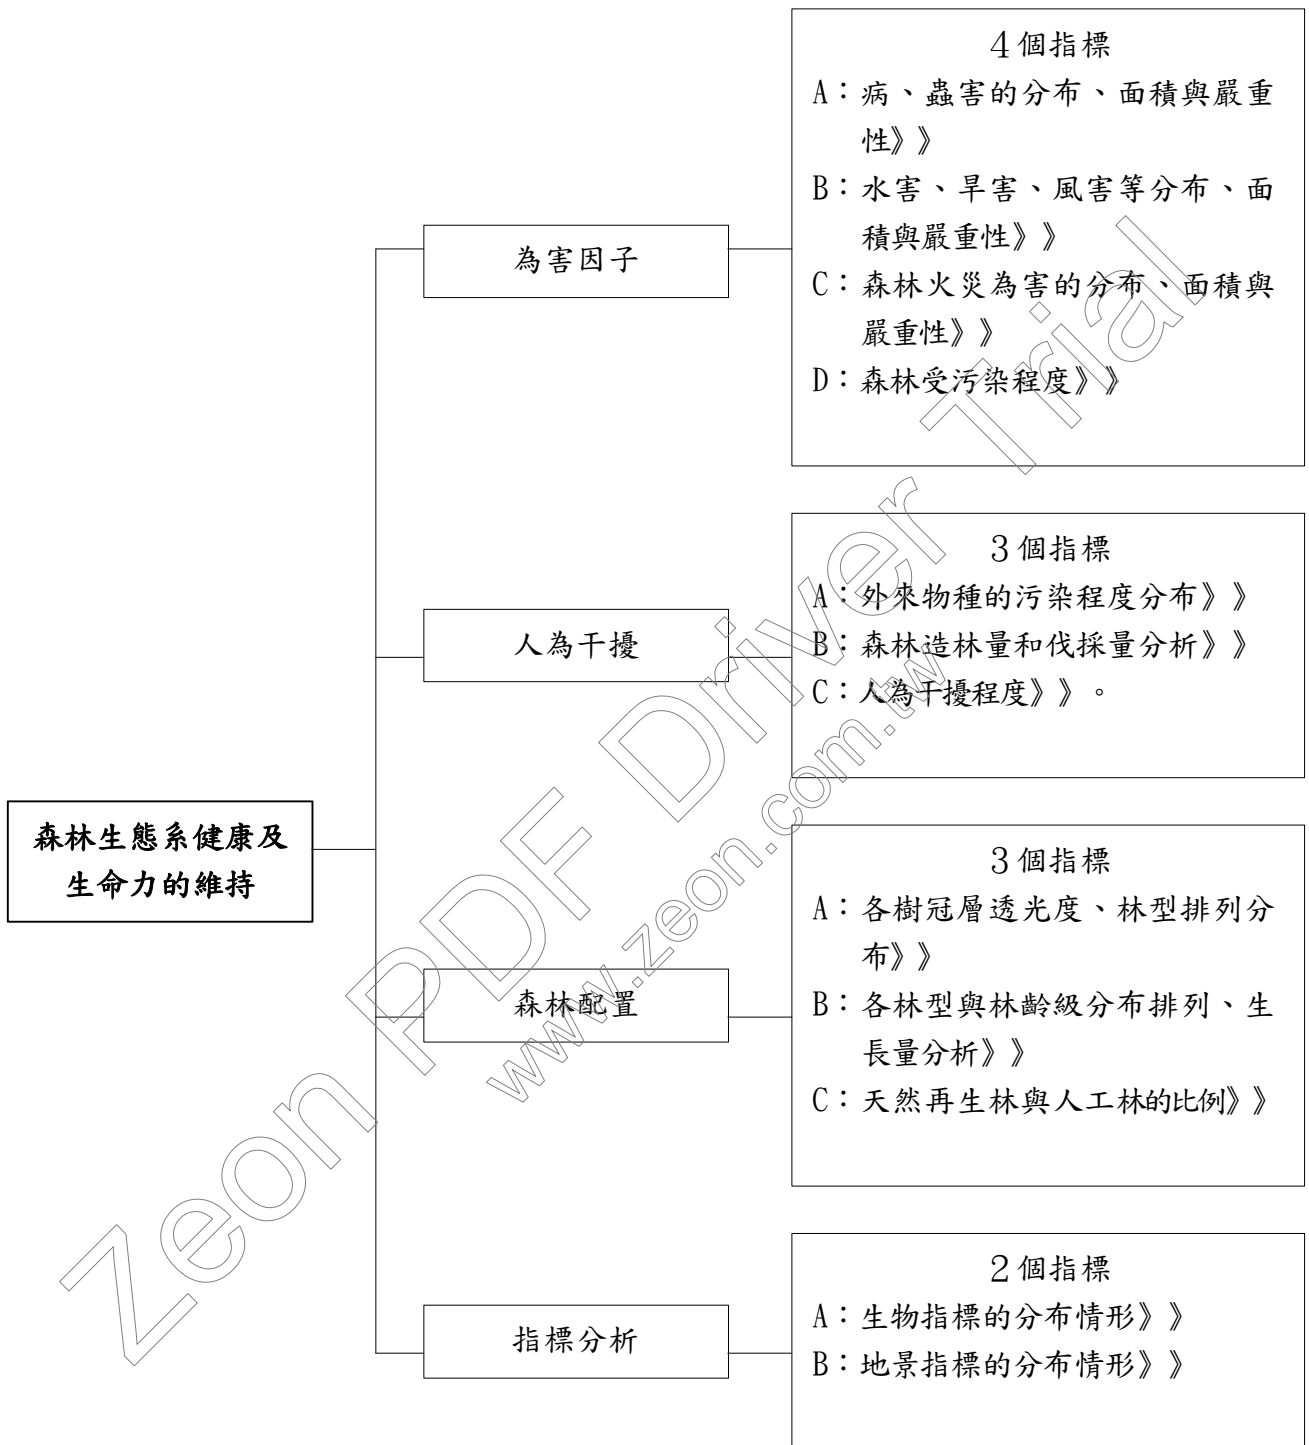 4個指標
A：病、蟲害的分布、面積與嚴重
性》》
B：水害、旱害、風害等分布、面
積與嚴重性》》
C：森林火災為害的分布、面積與
嚴重性》》
D：森林受污染程度》》
為害因子
3個指標
A：外來物種的污染程度分布》》
B：森林造林量和伐採量分析》》
C：人為干擾程度》》。
人為干擾
森林生態系健康及
生命力的維持
3個指標
A：各樹冠層透光度、林型排列分
布》》
B：各林型與林齡級分布排列、生
長量分析》》
C：天然再生林與人工林的比例》》
森林配置
2個指標
A：生物指標的分布情形》》
B：地景指標的分布情形》》
指標分析
Zeon PDF Driver Trial
www.zeon.com.tw